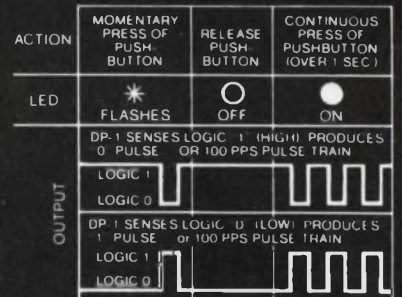 ACTION
MOMENTARY
PRESS OF
PUSH-
BUTTON
RELEASE
PUSH
BUTTON
CONTINUOUS
PRESS OF
PUSHBUTTON
(OVER 1 SEC)
LED
FLASHES
OFF
ON
OUTPUT
DP-1 SENSES LOGIC "1" (HIGH) PRODUCES
"0" PULSE OR 100 PPS PULSE TRAIN
LOGIC 1
LOGIC 0
DP-1 SENSES LOGIC "0" (LOW) PRODUCES
"1" PULSE or 100 PPS PULSE TRAIN
LOGIC 1
LOGIC 0